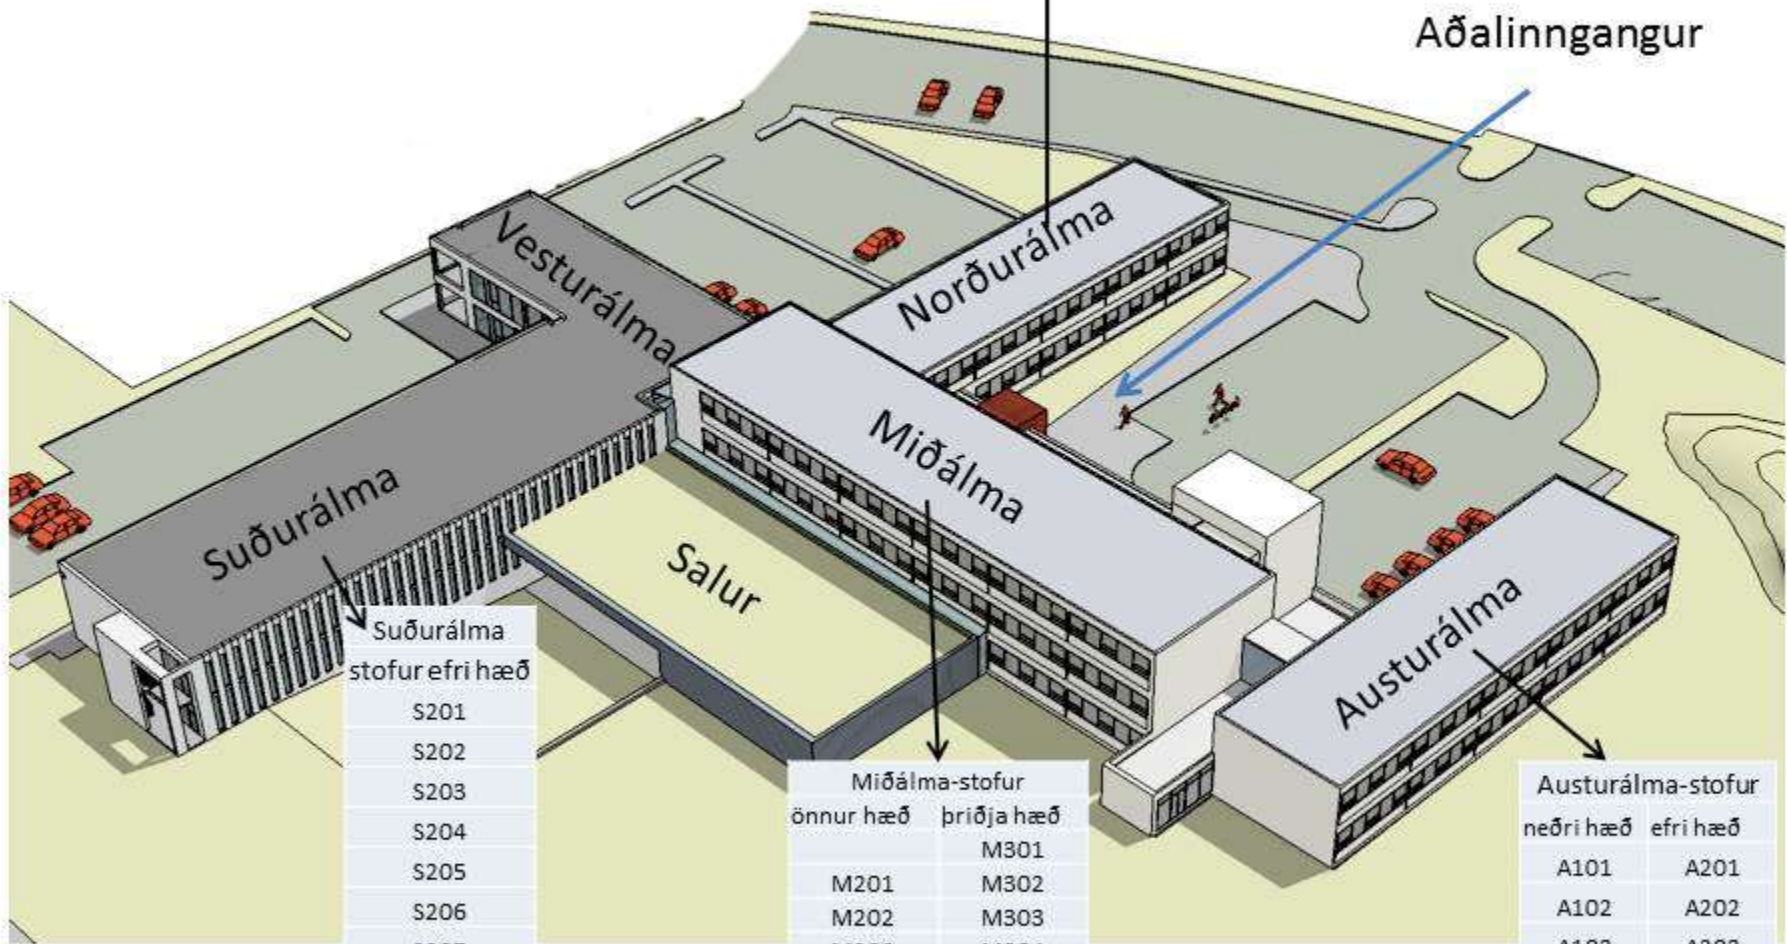 Aðalinngangur
Vesturálma
Norðurálma
Miðálma
Suðurálma
Salur
Austurálma
Suðurálma
stofur efri hæð
S201
S202
S203
S204
S205
S206
Miðálma-stofur
önnur hæð þriðja hæð
M301
M201 M302
M202 M303
Austurálma-stofur
neðri hæð efri hæð
A101 A201
A102 A202